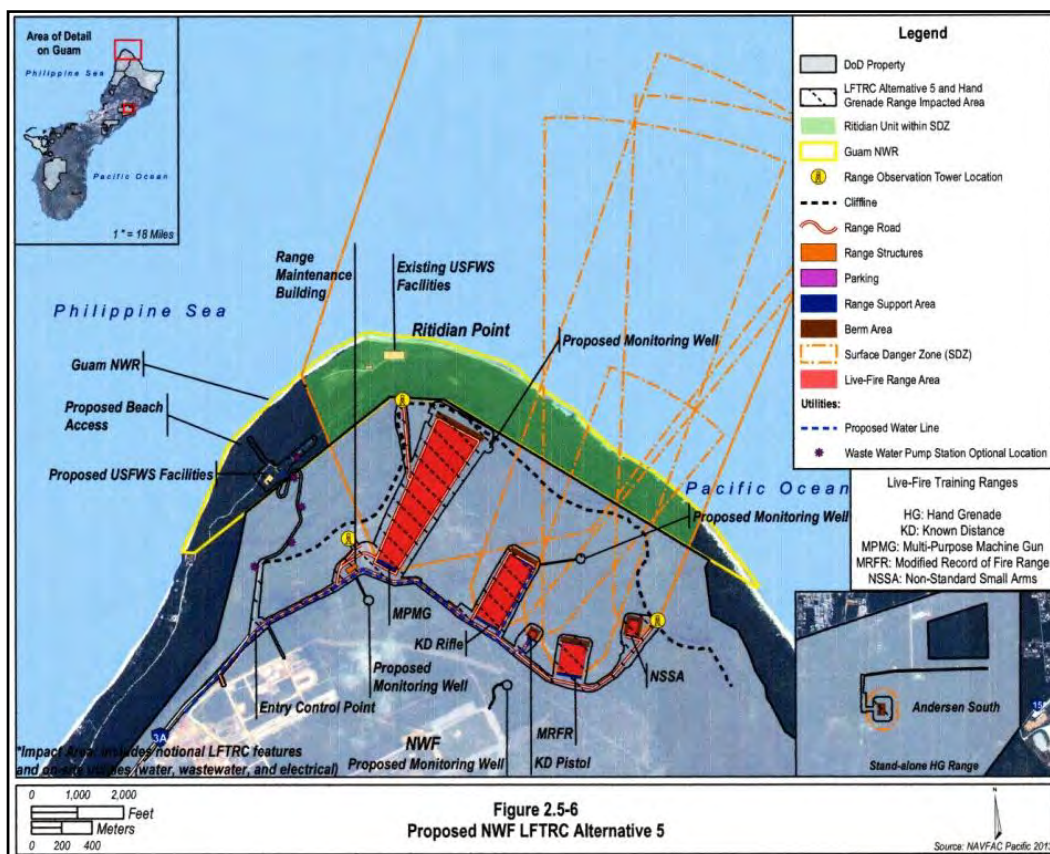 Area of Detail
on Guam
Philippine Sea
Pacific Ocean
1 " = 18 Miles
Legend
DoD Property
LFTRC Alternative 5 and Hand
Grenade Range Impacted Area
Ritidian Unit within SDZ
Guam NWR
Range Observation Tower Location
Cliffline
Range Road
Range Structures
Parking
Range Support Area
Berm Area
Surface Danger Zone (SDZ)
Live-Fire Range Area
Utilities:
Proposed Water Line
Waste Water Pump Station Optional Location
Live-Fire Training Ranges
HG: Hand Grenade
KD: Known Distance
MPMG: Multi-Purpose Machine Gun
MRFR: Modified Record of Fire Range
NSSA: Non-Standard Small Arms
Range
Maintenance
Building
Existing USFWS
Facilities
Philippine Sea
Ritidian Point
Proposed Monitoring Well
Guam NWR
Proposed Beach
Access
Proposed USFWS Facilities
Pacific Ocean
Proposed Monitoring Well
MPMG
KD Rifle
Proposed
Monitoring Well
NSSA
Entry Control Point
MRFR
KD Pistol
NWF
Proposed Monitoring Well
3A
*Impact Area: includes notional LFTRC features
and on-site utilities (water, wastewater, and electrical)
Andersen South
15
Stand-alone HG Range
0 1,000 2,000
Feet
Meters
0 200 400
Figure 2.5-6
Proposed NWF LFTRC Alternative 5
N
Source: NAVFAC Pacific 2013